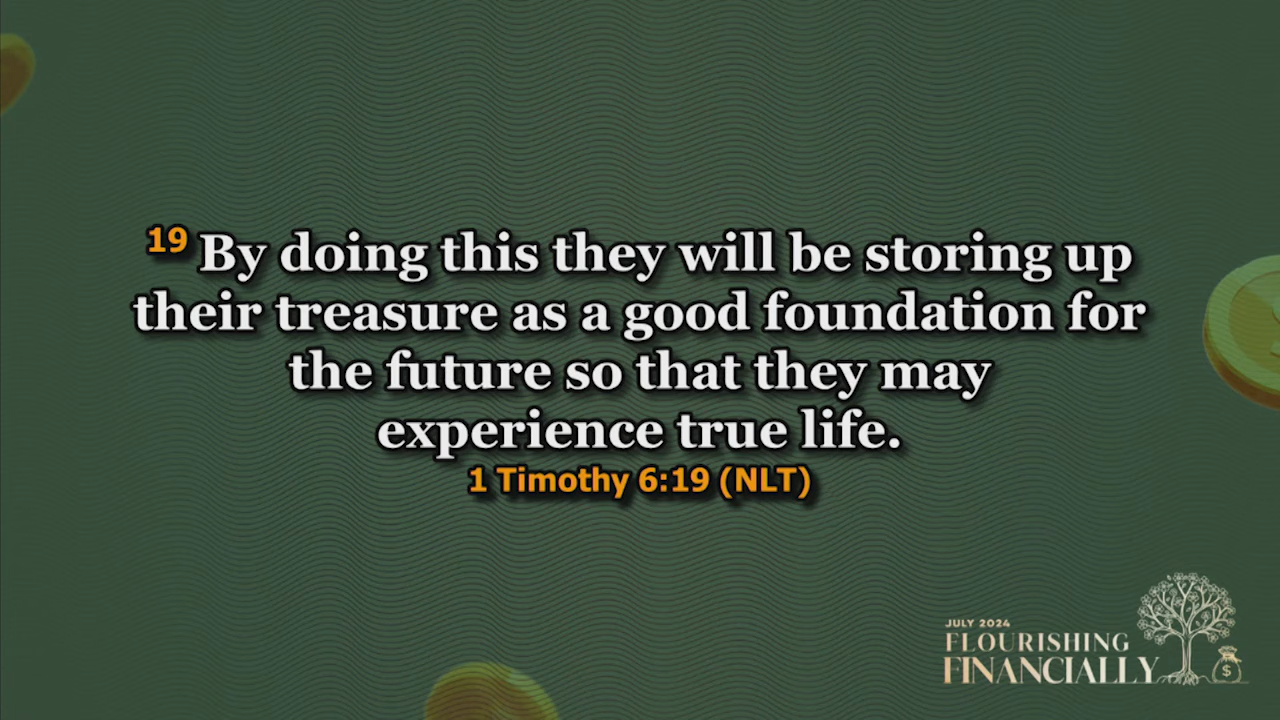 19 By doing this they will be storing up
their treasure as a good foundation for
the future so that they may
experience true life.
1 Timothy 6:19 (NLT)
JULY 2024
FLOURISHING
FINANCIALLY
$